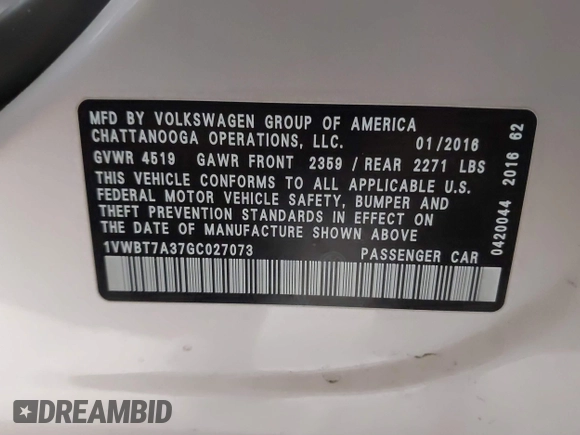 MFD BY VOLKSWAGEN GROUP OF AMERICA
CHATTANOOGA OPERATIONS, LLC. 01/2016
GVWR 4519 GAWR FRONT 2359 / REAR 2271 LBS
THIS VEHICLE CONFORMS TO ALL APPLICABLE U.S.
FEDERAL MOTOR VEHICLE SAFETY, BUMPER AND
THEFT PREVENTION STANDARDS IN EFFECT ON
THE DATE OF MANUFACTURE SHOWN ABOVE
1VWBT7A37GC027073 PASSENGER CAR
0420044 2016 62
DREAMBID